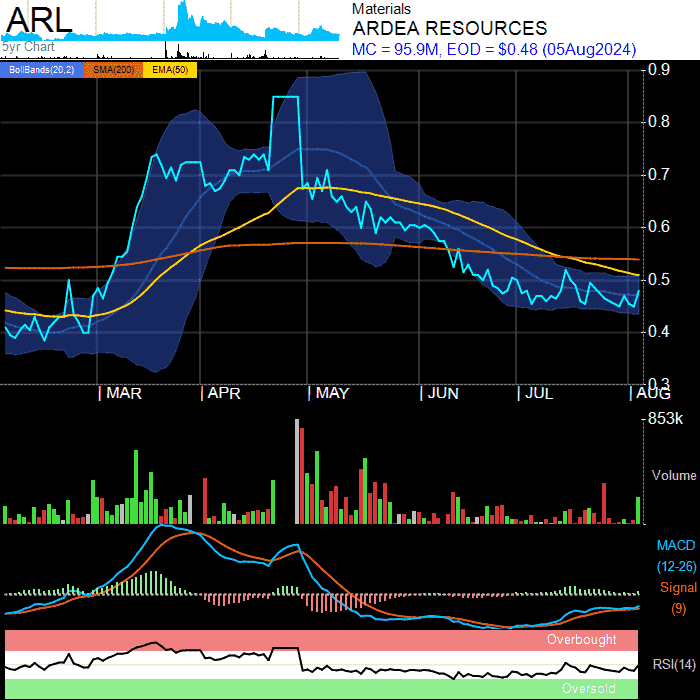 ARL
5yr Chart
Materials
ARDEA RESOURCES
MC = 95.9M, EOD = $0.48 (05Aug2024)
BollBands(20,2) SMA(200) EMA(50)
0.9
0.8
0.7
0.6
0.5
0.4
0.3
| MAR | APR | MAY | JUN | JUL | AUG
853k
Volume
MACD
(12-26)
Signal
(9)
Overbought
RSI(14)
Oversold